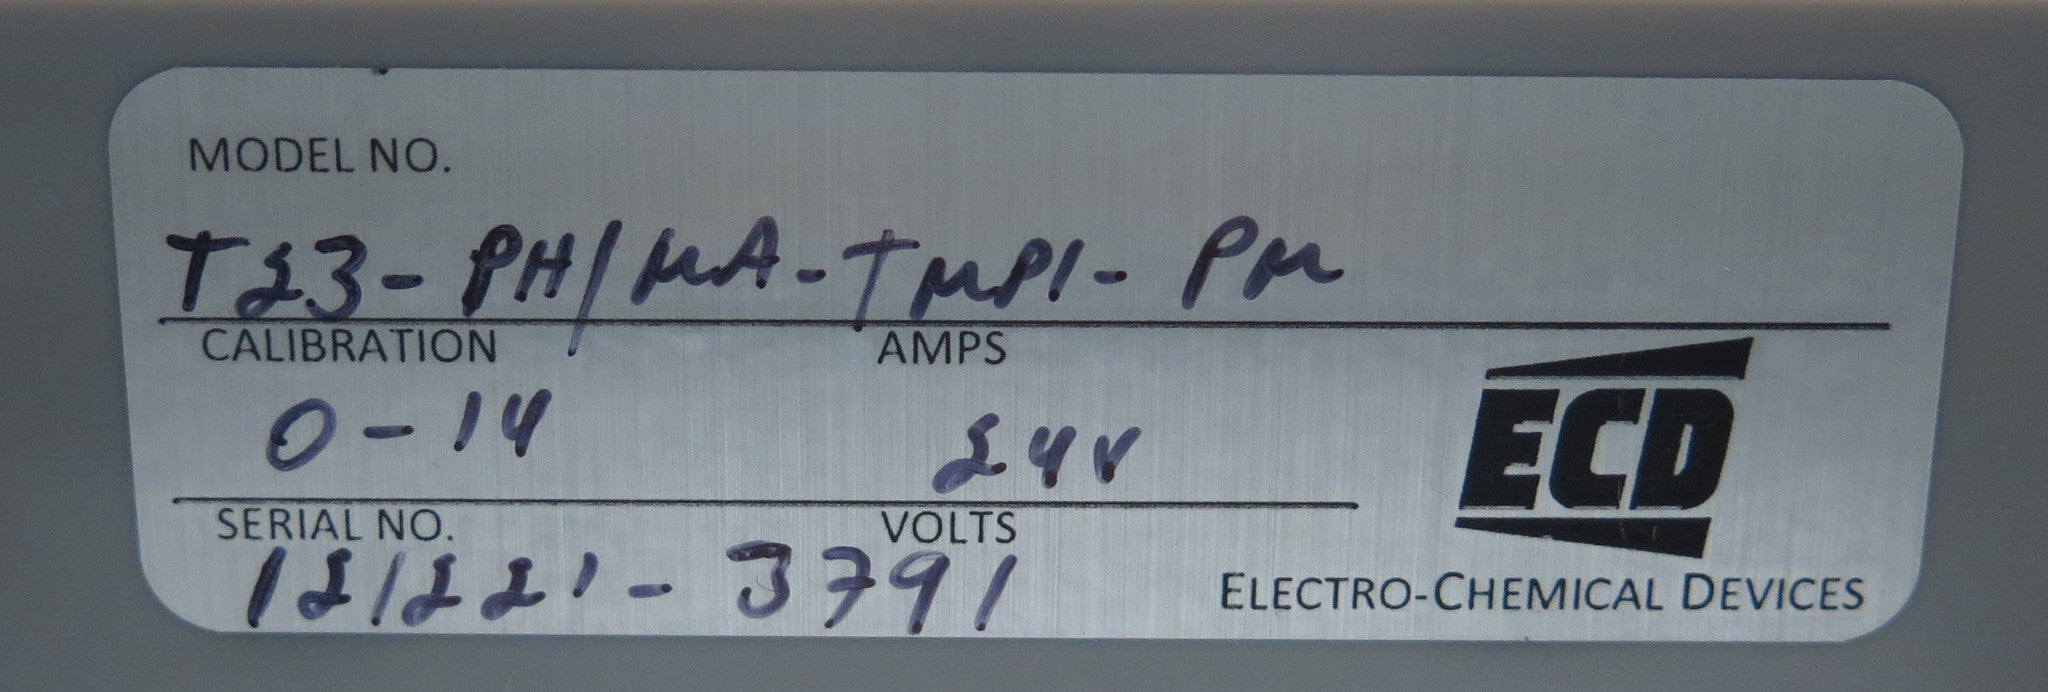 MODEL NO.
T23-PH/MA-TMP1-PM
CALIBRATION AMPS
0-14 24V
SERIAL NO. VOLTS
121221-3791
ECD
ELECTRO-CHEMICAL DEVICES